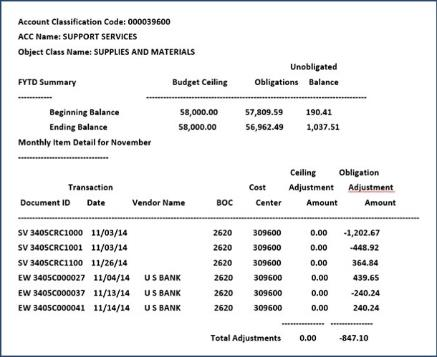 Account Classification Code: 000039600
ACC Name: SUPPORT SERVICES
Object Class Name: SUPPLIES AND MATERIALS
Unobligated
FYTD Summary Budget Ceiling Obligations Balance
------------ --------------------------------------------------------------
Beginning Balance 58,000.00 57,809.59 190.41
Ending Balance 58,000.00 56,962.49 1,037.51
Monthly Item Detail for November
--------------------------------
Ceiling Obligation
Transaction Cost Adjustment Adjustment
Document ID Date Vendor Name BOC Center Amount Amount
------------------------------------------------------------------------------------------------
SV 3405CRC1000 11/03/14 2620 309600 0.00 -1,202.67
SV 3405CRC1001 11/03/14 2620 309600 0.00 -448.92
SV 3405CRC1100 11/26/14 2620 309600 0.00 364.84
EW 3405C000027 11/04/14 U S BANK 2620 309600 0.00 439.65
EW 3405C000037 11/13/14 U S BANK 2620 309600 0.00 -240.24
EW 3405C000041 11/14/14 U S BANK 2620 309600 0.00 240.24
--------------- ---------------
Total Adjustments 0.00 -847.10